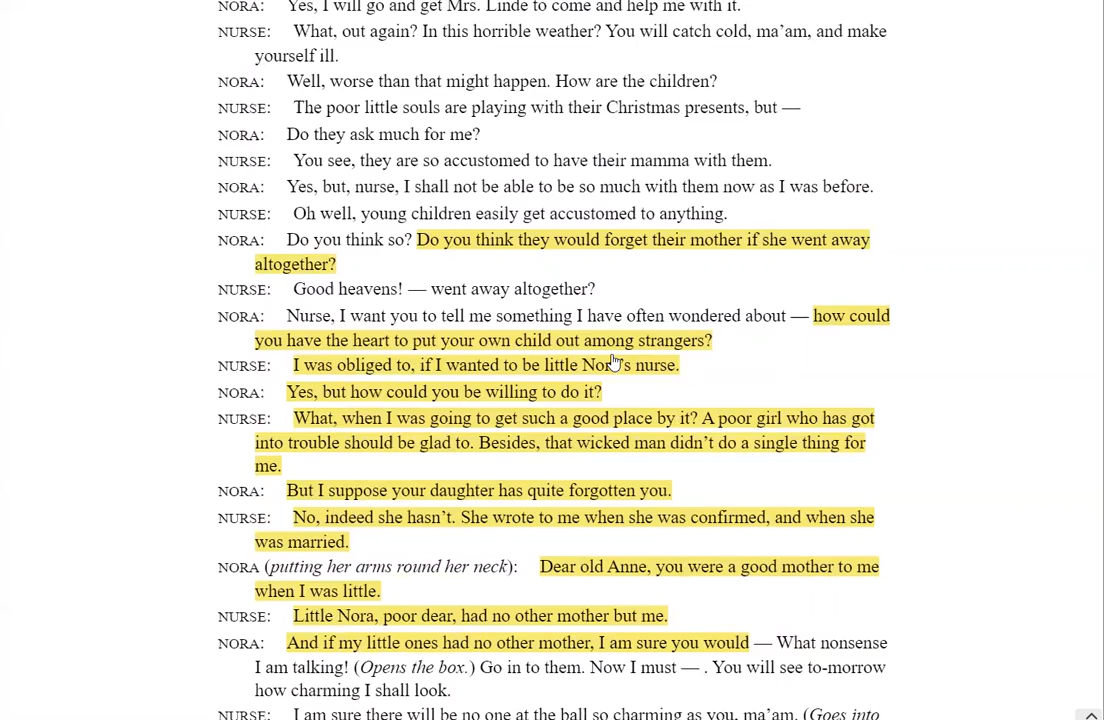 NORA: Yes, I will go and get Mrs. Linde to come and help me with it.
NURSE: What, out again? In this horrible weather? You will catch cold, ma’am, and make
yourself ill.
NORA: Well, worse than that might happen. How are the children?
NURSE: The poor little souls are playing with their Christmas presents, but —
NORA: Do they ask much for me?
NURSE: You see, they are so accustomed to have their mamma with them.
NORA: Yes, but, nurse, I shall not be able to be so much with them now as I was before.
NURSE: Oh well, young children easily get accustomed to anything.
NORA: Do you think so? Do you think they would forget their mother if she went away
altogether?
NURSE: Good heavens! — went away altogether?
NORA: Nurse, I want you to tell me something I have often wondered about — how could
you have the heart to put your own child out among strangers?
NURSE: I was obliged to, if I wanted to be little Nora’s nurse.
NORA: Yes, but how could you be willing to do it?
NURSE: What, when I was going to get such a good place by it? A poor girl who has got
into trouble should be glad to. Besides, that wicked man didn’t do a single thing for
me.
NORA: But I suppose your daughter has quite forgotten you.
NURSE: No, indeed she hasn’t. She wrote to me when she was confirmed, and when she
was married.
NORA (putting her arms round her neck): Dear old Anne, you were a good mother to me
when I was little.
NURSE: Little Nora, poor dear, had no other mother but me.
NORA: And if my little ones had no other mother, I am sure you would — What nonsense
I am talking! (Opens the box.) Go in to them. Now I must — . You will see to-morrow
how charming I shall look.
NURSE: I am sure there will be no one at the ball so charming as you, ma’am. (Goes into